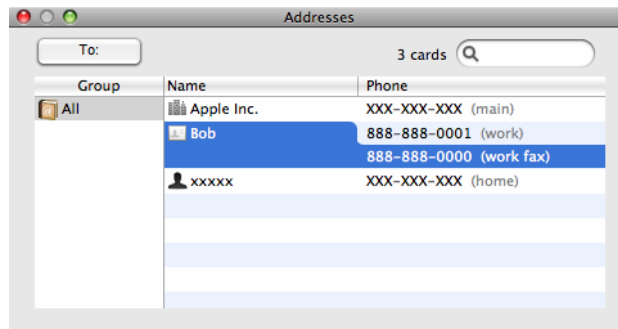 Addresses
To:
3 cards
Group Name Phone
All Apple Inc. XXX-XXX-XXX (main)
Bob 888-888-0001 (work)
888-888-0000 (work fax)
xxxxx XXX-XXX-XXX (home)